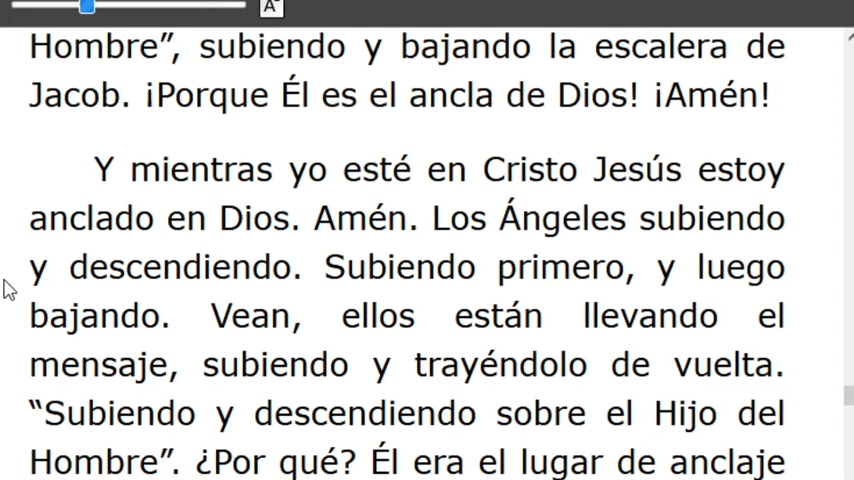 A
Hombre”, subiendo y bajando la escalera de
Jacob. ¡Porque Él es el ancla de Dios! ¡Amén!
Y mientras yo esté en Cristo Jesús estoy
anclado en Dios. Amén. Los Ángeles subiendo
y descendiendo. Subiendo primero, y luego
bajando. Vean, ellos están llevando el
mensaje, subiendo y trayéndolo de vuelta.
“Subiendo y descendiendo sobre el Hijo del
Hombre”. ¿Por qué? Él era el lugar de anclaje